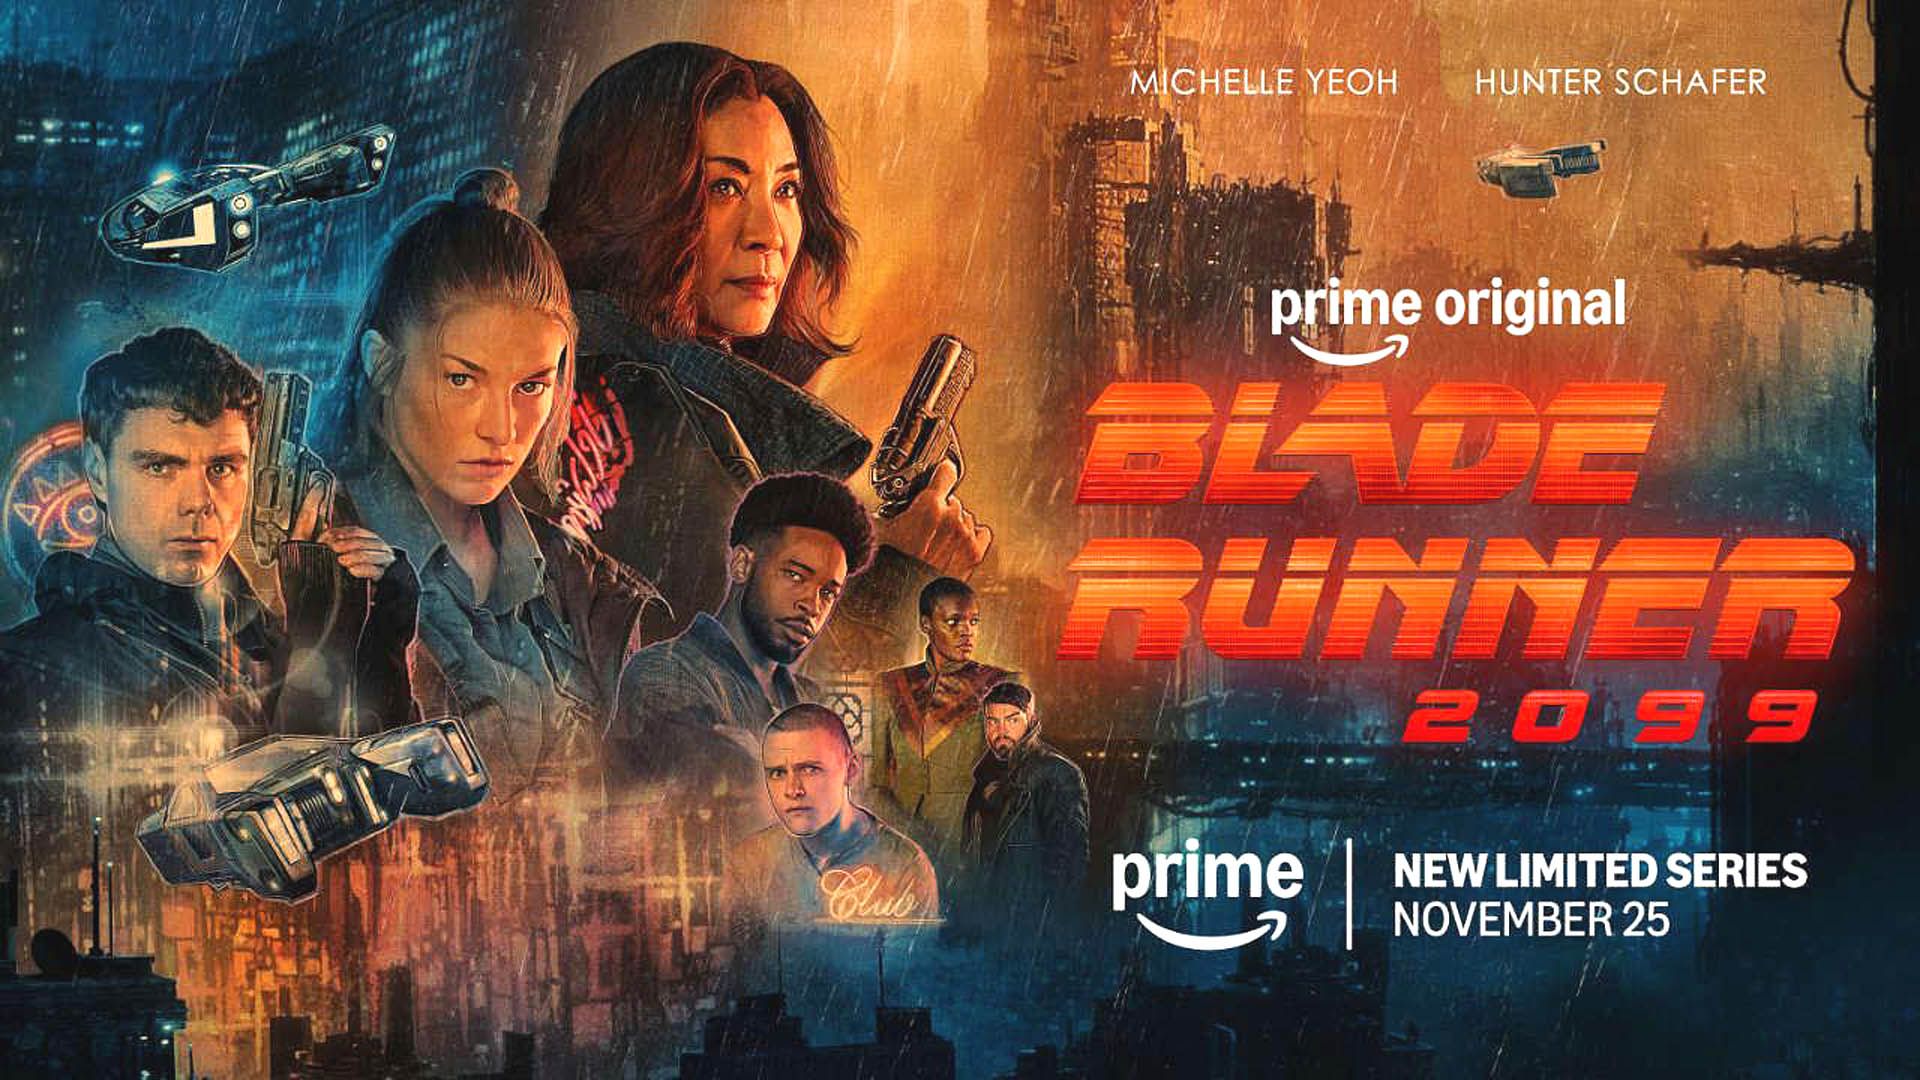 MICHELLE YEOH HUNTER SCHAFER
prime original
BLADE
RUNNER
2099
prime
NEW LIMITED SERIES
NOVEMBER 25
Club